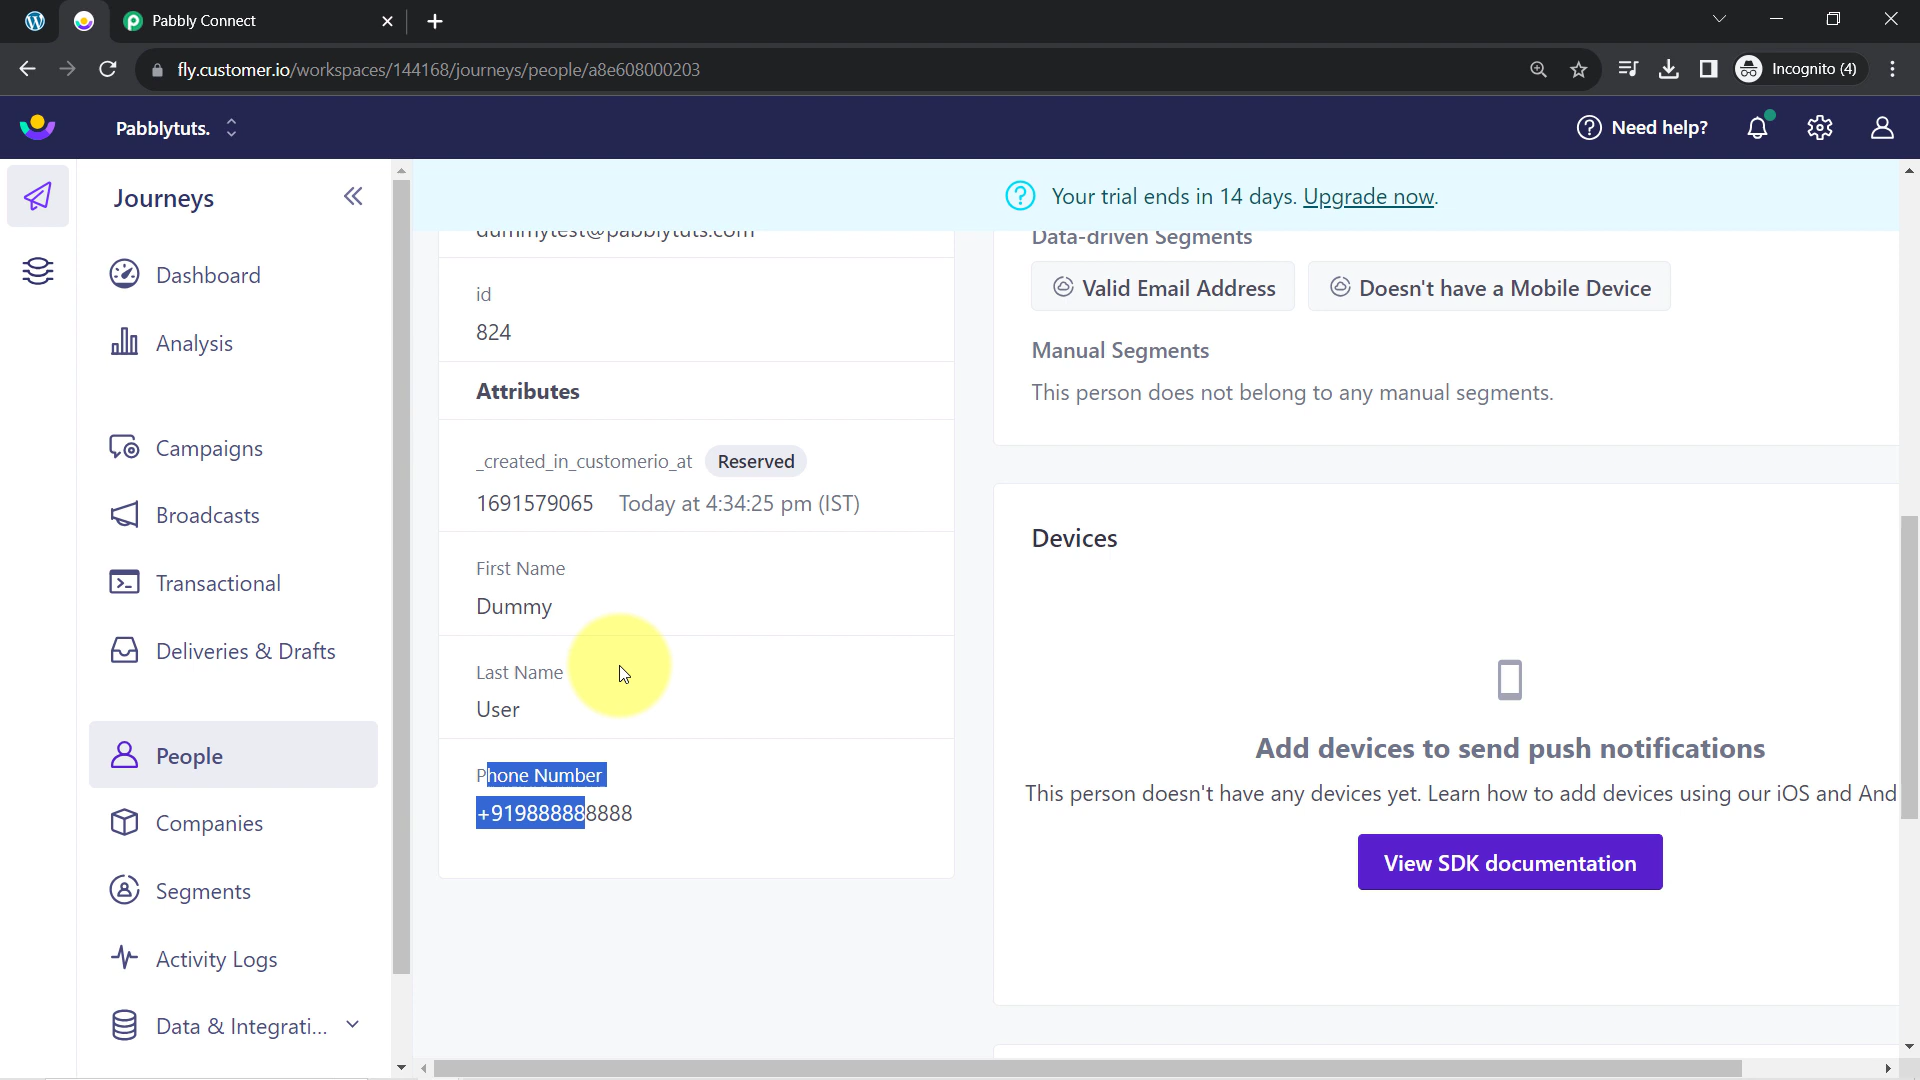 Pabbly Connect
fly.customer.io/workspaces/144168/journeys/people/a8e608000203
Incognito (4)
Pabblytuts.
Need help?
Journeys
Your trial ends in 14 days. Upgrade now.
Dashboard
Analysis
Campaigns
Broadcasts
Transactional
Deliveries & Drafts
People
Companies
Segments
Activity Logs
Data & Integrati...
dummytest@pabblytuts.com
id
824
Attributes
_created_in_customerio_at Reserved
1691579065 Today at 4:34:25 pm (IST)
First Name
Dummy
Last Name
User
Phone Number
+919888888888
Data-driven Segments
Valid Email Address
Doesn't have a Mobile Device
Manual Segments
This person does not belong to any manual segments.
Devices
Add devices to send push notifications
This person doesn't have any devices yet. Learn how to add devices using our iOS and And
View SDK documentation